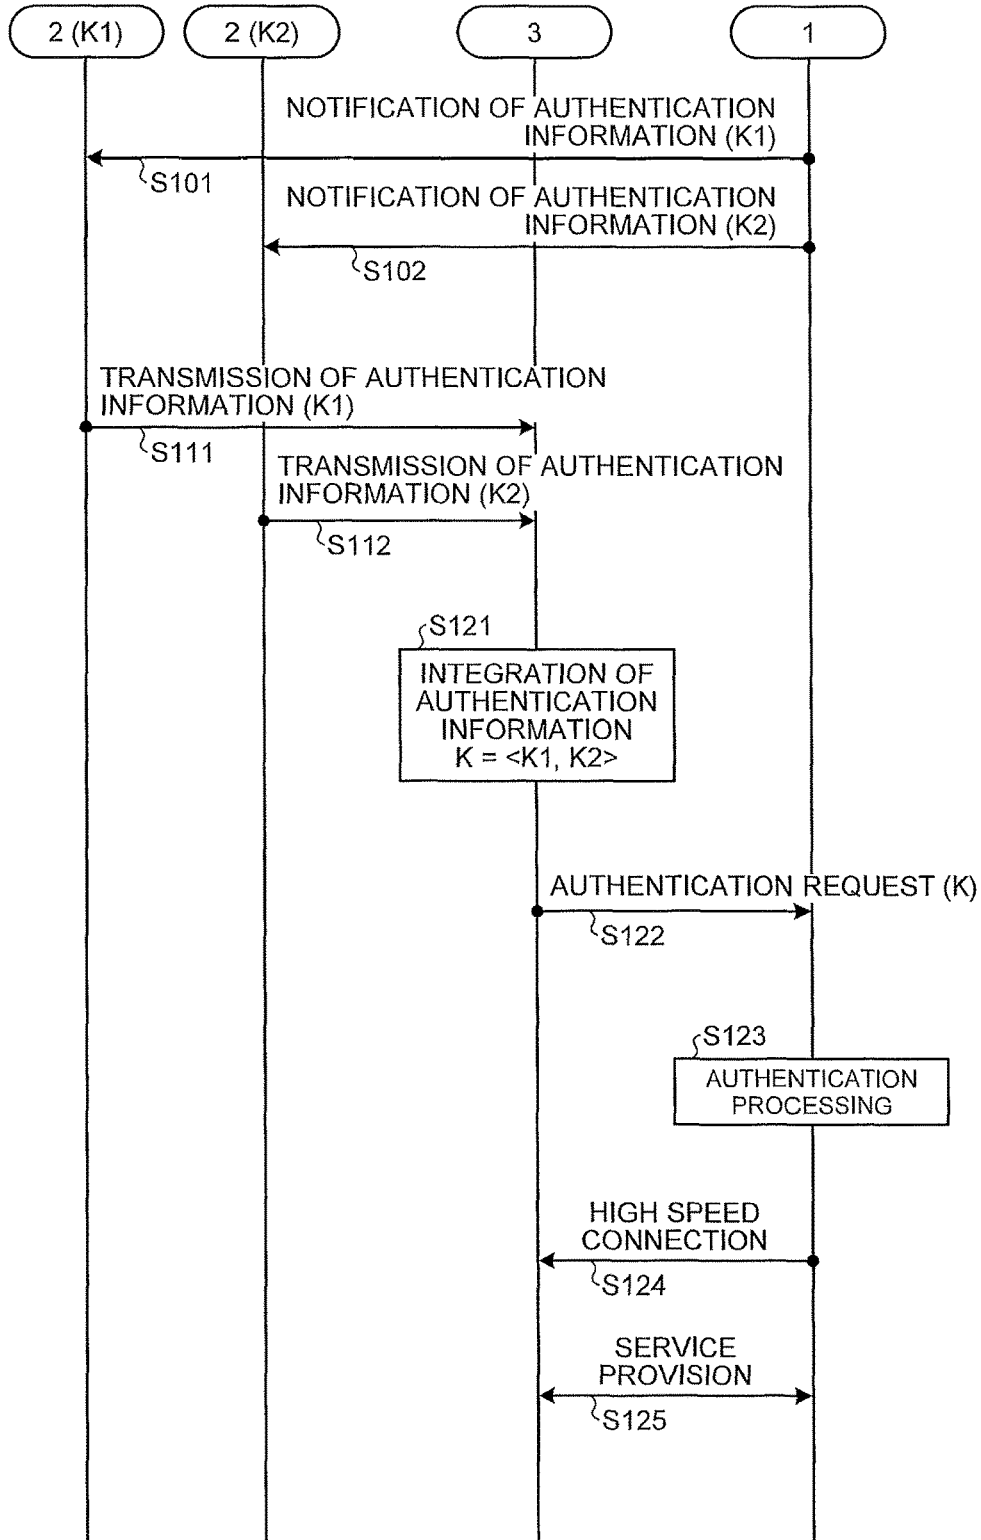 2 (K1)
2 (K2)
3
1
NOTIFICATION OF AUTHENTICATION
INFORMATION (K1)
S101
NOTIFICATION OF AUTHENTICATION
INFORMATION (K2)
S102
TRANSMISSION OF AUTHENTICATION
INFORMATION (K1)
S111
TRANSMISSION OF AUTHENTICATION
INFORMATION (K2)
S112
S121
INTEGRATION OF
AUTHENTICATION
INFORMATION
K = <K1, K2>
AUTHENTICATION REQUEST (K)
S122
S123
AUTHENTICATION
PROCESSING
HIGH SPEED
CONNECTION
S124
SERVICE
PROVISION
S125